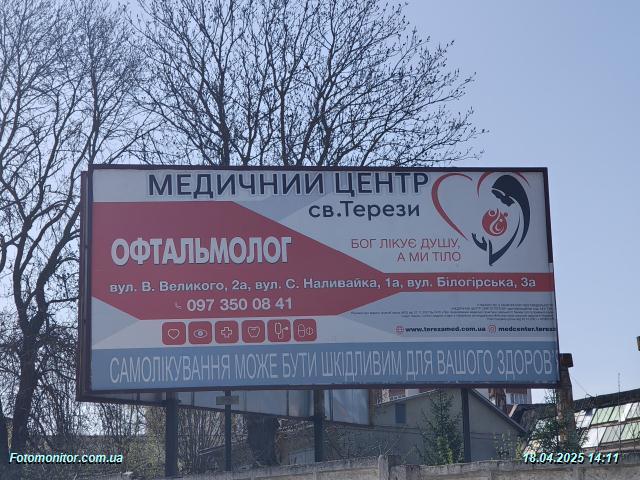 МЕДИЧНИЙ ЦЕНТР
св.Терези
ОФТАЛЬМОЛОГ
БОГ ЛІКУЄ ДУШУ,
А МИ ТІЛО
вул. В. Великого, 2а, вул. С. Наливайка, 1а, вул. Білогірська, 3а
097 350 08 41
www.terezamed.com.ua medcenter.terezi
САМОЛІКУВАННЯ МОЖЕ БУТИ ШКІДЛИВИМ ДЛЯ ВАШОГО ЗДОРОВ'
Fotomonitor.com.ua
18.04.2025 14:11